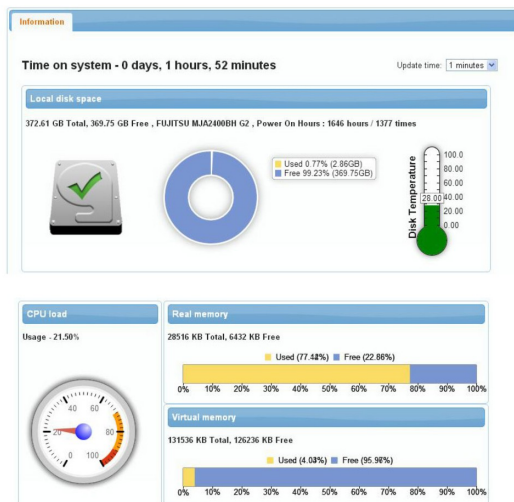 Information
Time on system - 0 days, 1 hours, 52 minutes
Update time: 1 minutes
Local disk space
372.61 GB Total, 369.75 GB Free , FUJITSU MJA2400BH G2 , Power On Hours : 1646 hours / 1377 times
Used 0.77% (2.86GB)
Free 99.23% (369.75GB)
Disk Temperature
100.0
80.00
60.00
28.00 40.00
20.00
0.00
CPU load
Usage - 21.50%
40 60
20 80
0 100
Real memory
28516 KB Total, 6432 KB Free
Used (77.4%) Free (22.86%)
0% 10% 20% 30% 40% 50% 60% 70% 80% 90% 100%
Virtual memory
131536 KB Total, 126236 KB Free
Used (4.03%) Free (95.96%)
0% 10% 20% 30% 40% 50% 60% 70% 80% 90% 100%